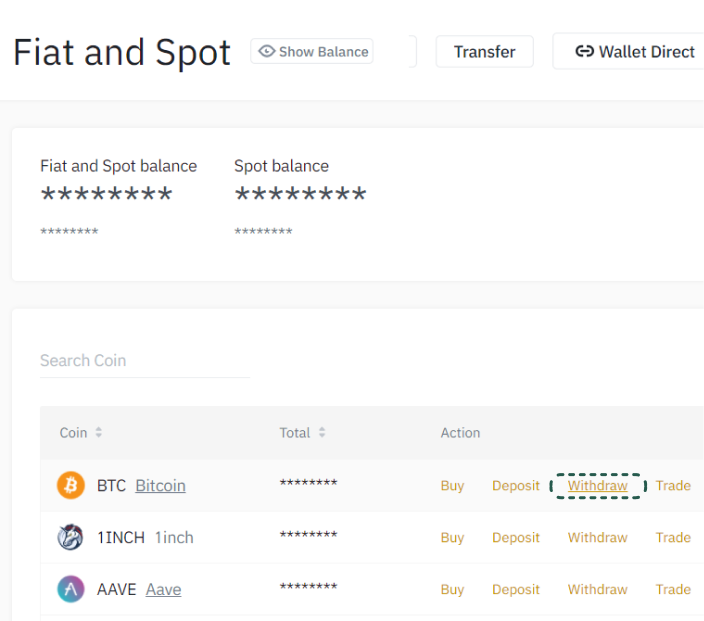 Fiat and Spot Show Balance Transfer Wallet Direct
Fiat and Spot balance Spot balance
******** ********
******** ********
Search Coin
Coin Total Action
BTC Bitcoin ******** Buy Deposit Withdraw Trade
1INCH 1inch ******** Buy Deposit Withdraw Trade
AAVE Aave ******** Buy Deposit Withdraw Trade